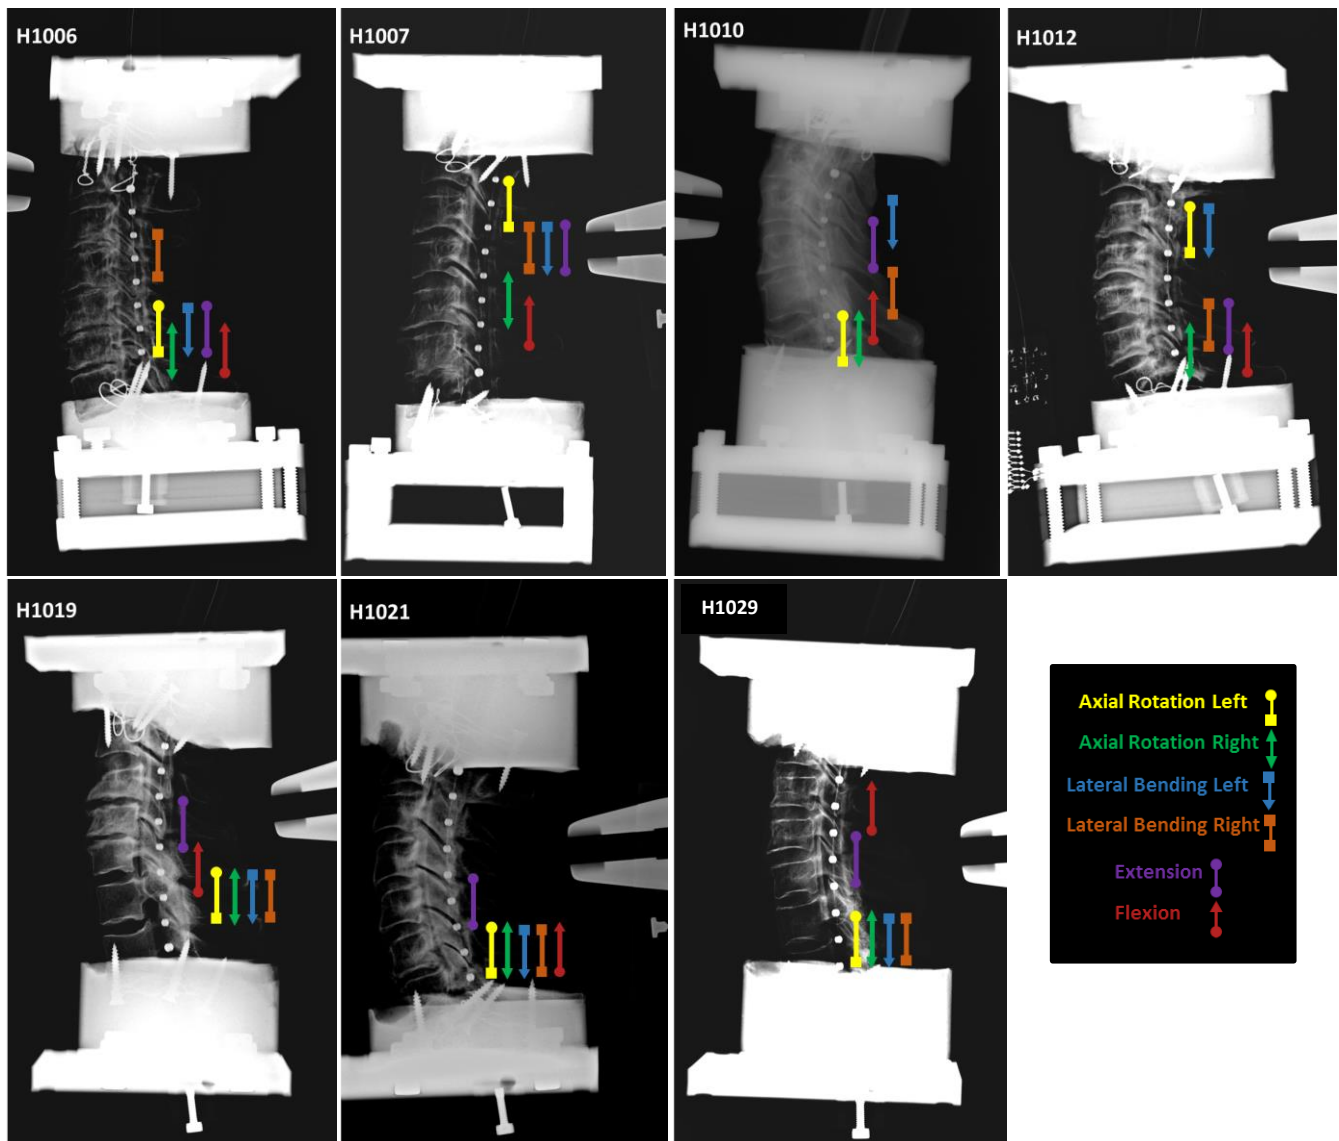 H1006
H1007
H1010
H1012
H1019
H1021
H1029
Axial Rotation Left
Axial Rotation Right
Lateral Bending Left
Lateral Bending Right
Extension
Flexion